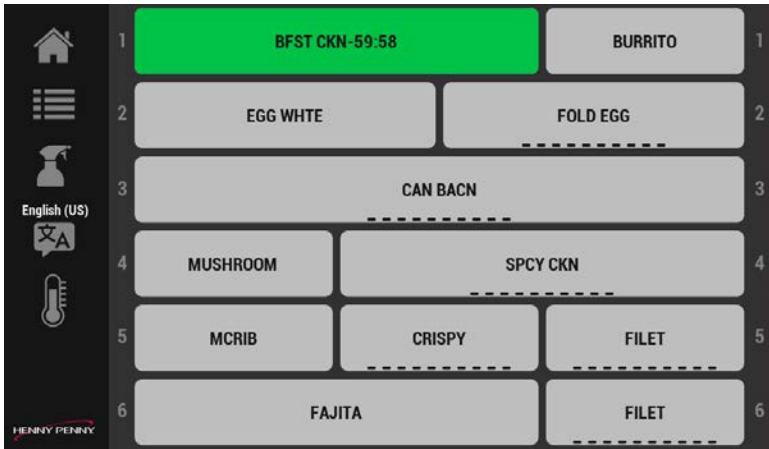 1 BFST CKN-59:58 BURRITO 1
2 EGG WHTE FOLD EGG 2
3 CAN BACN 3
English (US)
文A
4 MUSHROOM SPCY CKN 4
5 MCRIB CRISPY FILET 5
6 FAJITA FILET 6
HENNY PENNY